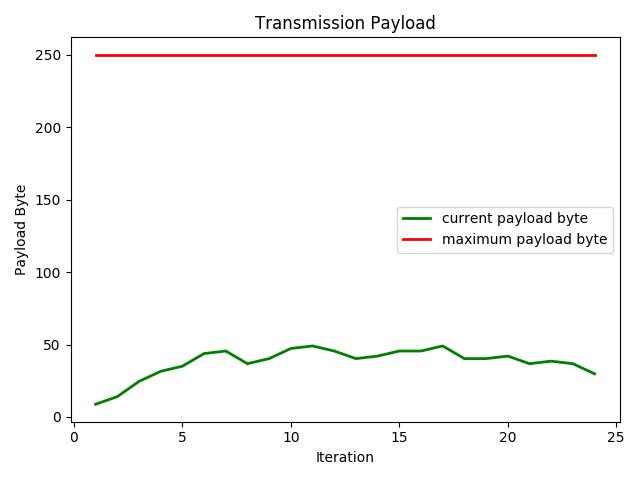 Transmission Payload
250
200
150
100
50
0
Payload Byte
current payload byte
maximum payload byte
0 5 10 15 20 25
Iteration